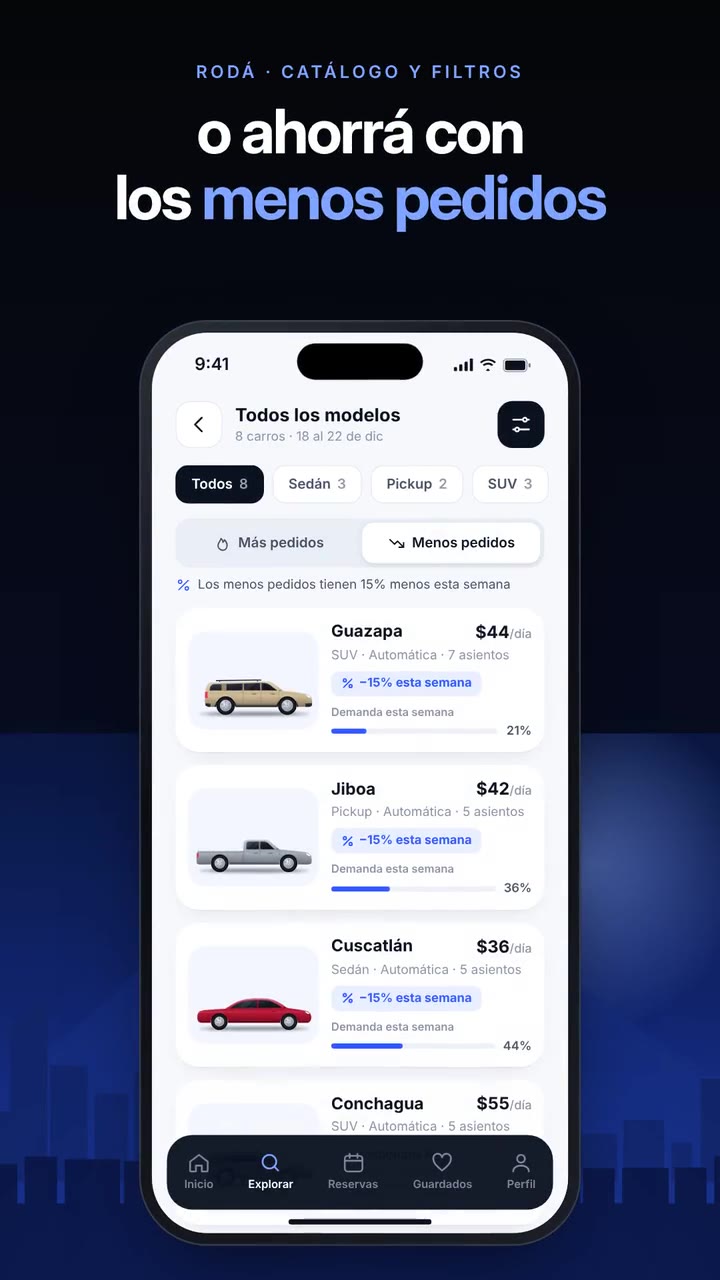 RODÁ · CATÁLOGO Y FILTROS
o ahorrá con
los menos pedidos
9:41
Todos los modelos
8 carros · 18 al 22 de dic
Todos 8 Sedán 3 Pickup 2 SUV 3
Más pedidos Menos pedidos
% Los menos pedidos tienen 15% menos esta semana
Guazapa $44/día
SUV · Automática · 7 asientos
% −15% esta semana
Demanda esta semana
21%
Jiboa $42/día
Pickup · Automática · 5 asientos
% −15% esta semana
Demanda esta semana
36%
Cuscatlán $36/día
Sedán · Automática · 5 asientos
% −15% esta semana
Demanda esta semana
44%
Conchagua $55/día
SUV · Automática · 5 asientos
Inicio Explorar Reservas Guardados Perfil